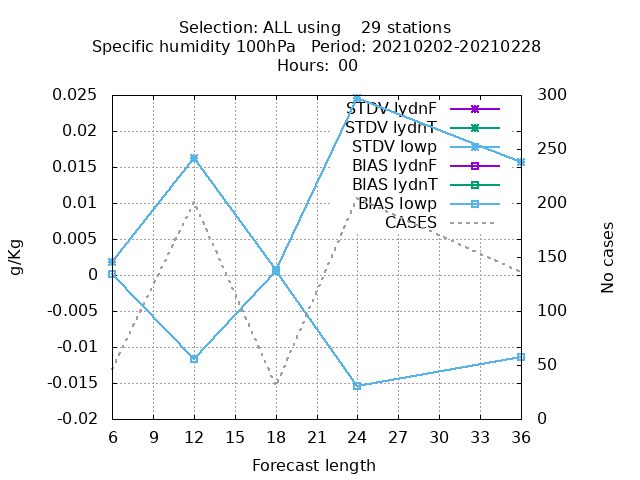 Selection: ALL using 29 stations
Specific humidity 100hPa Period: 20210202-20210228
Hours: 00
0.025
0.02
0.015
0.01
0.005
0
-0.005
-0.01
-0.015
-0.02
g/Kg
300
250
200
150
100
50
0
No cases
STDV lydnF
STDV lydnT
STDV lowp
BIAS lydnF
BIAS lydnT
BIAS lowp
CASES
6 9 12 15 18 21 24 27 30 33 36
Forecast length